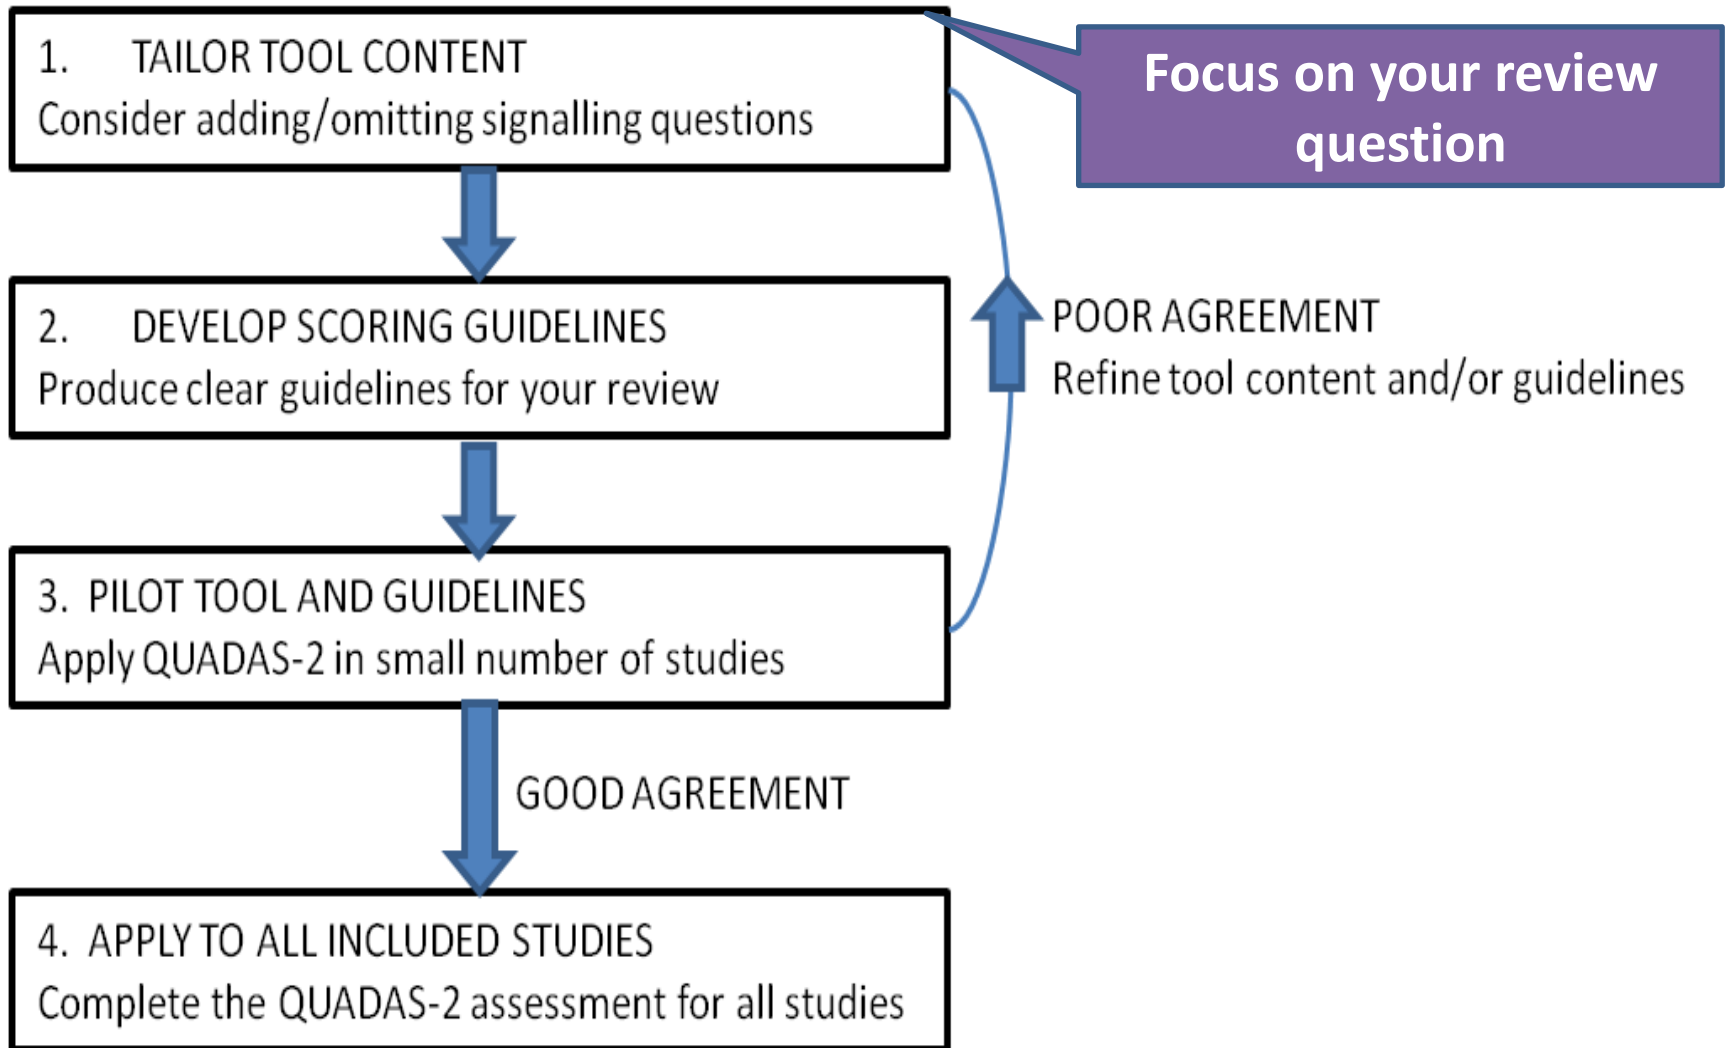 1. TAILOR TOOL CONTENT
Consider adding/omitting signalling questions
Focus on your review
question
2. DEVELOP SCORING GUIDELINES
Produce clear guidelines for your review
POOR AGREEMENT
Refine tool content and/or guidelines
3. PILOT TOOL AND GUIDELINES
Apply QUADAS-2 in small number of studies
GOOD AGREEMENT
4. APPLY TO ALL INCLUDED STUDIES
Complete the QUADAS-2 assessment for all studies